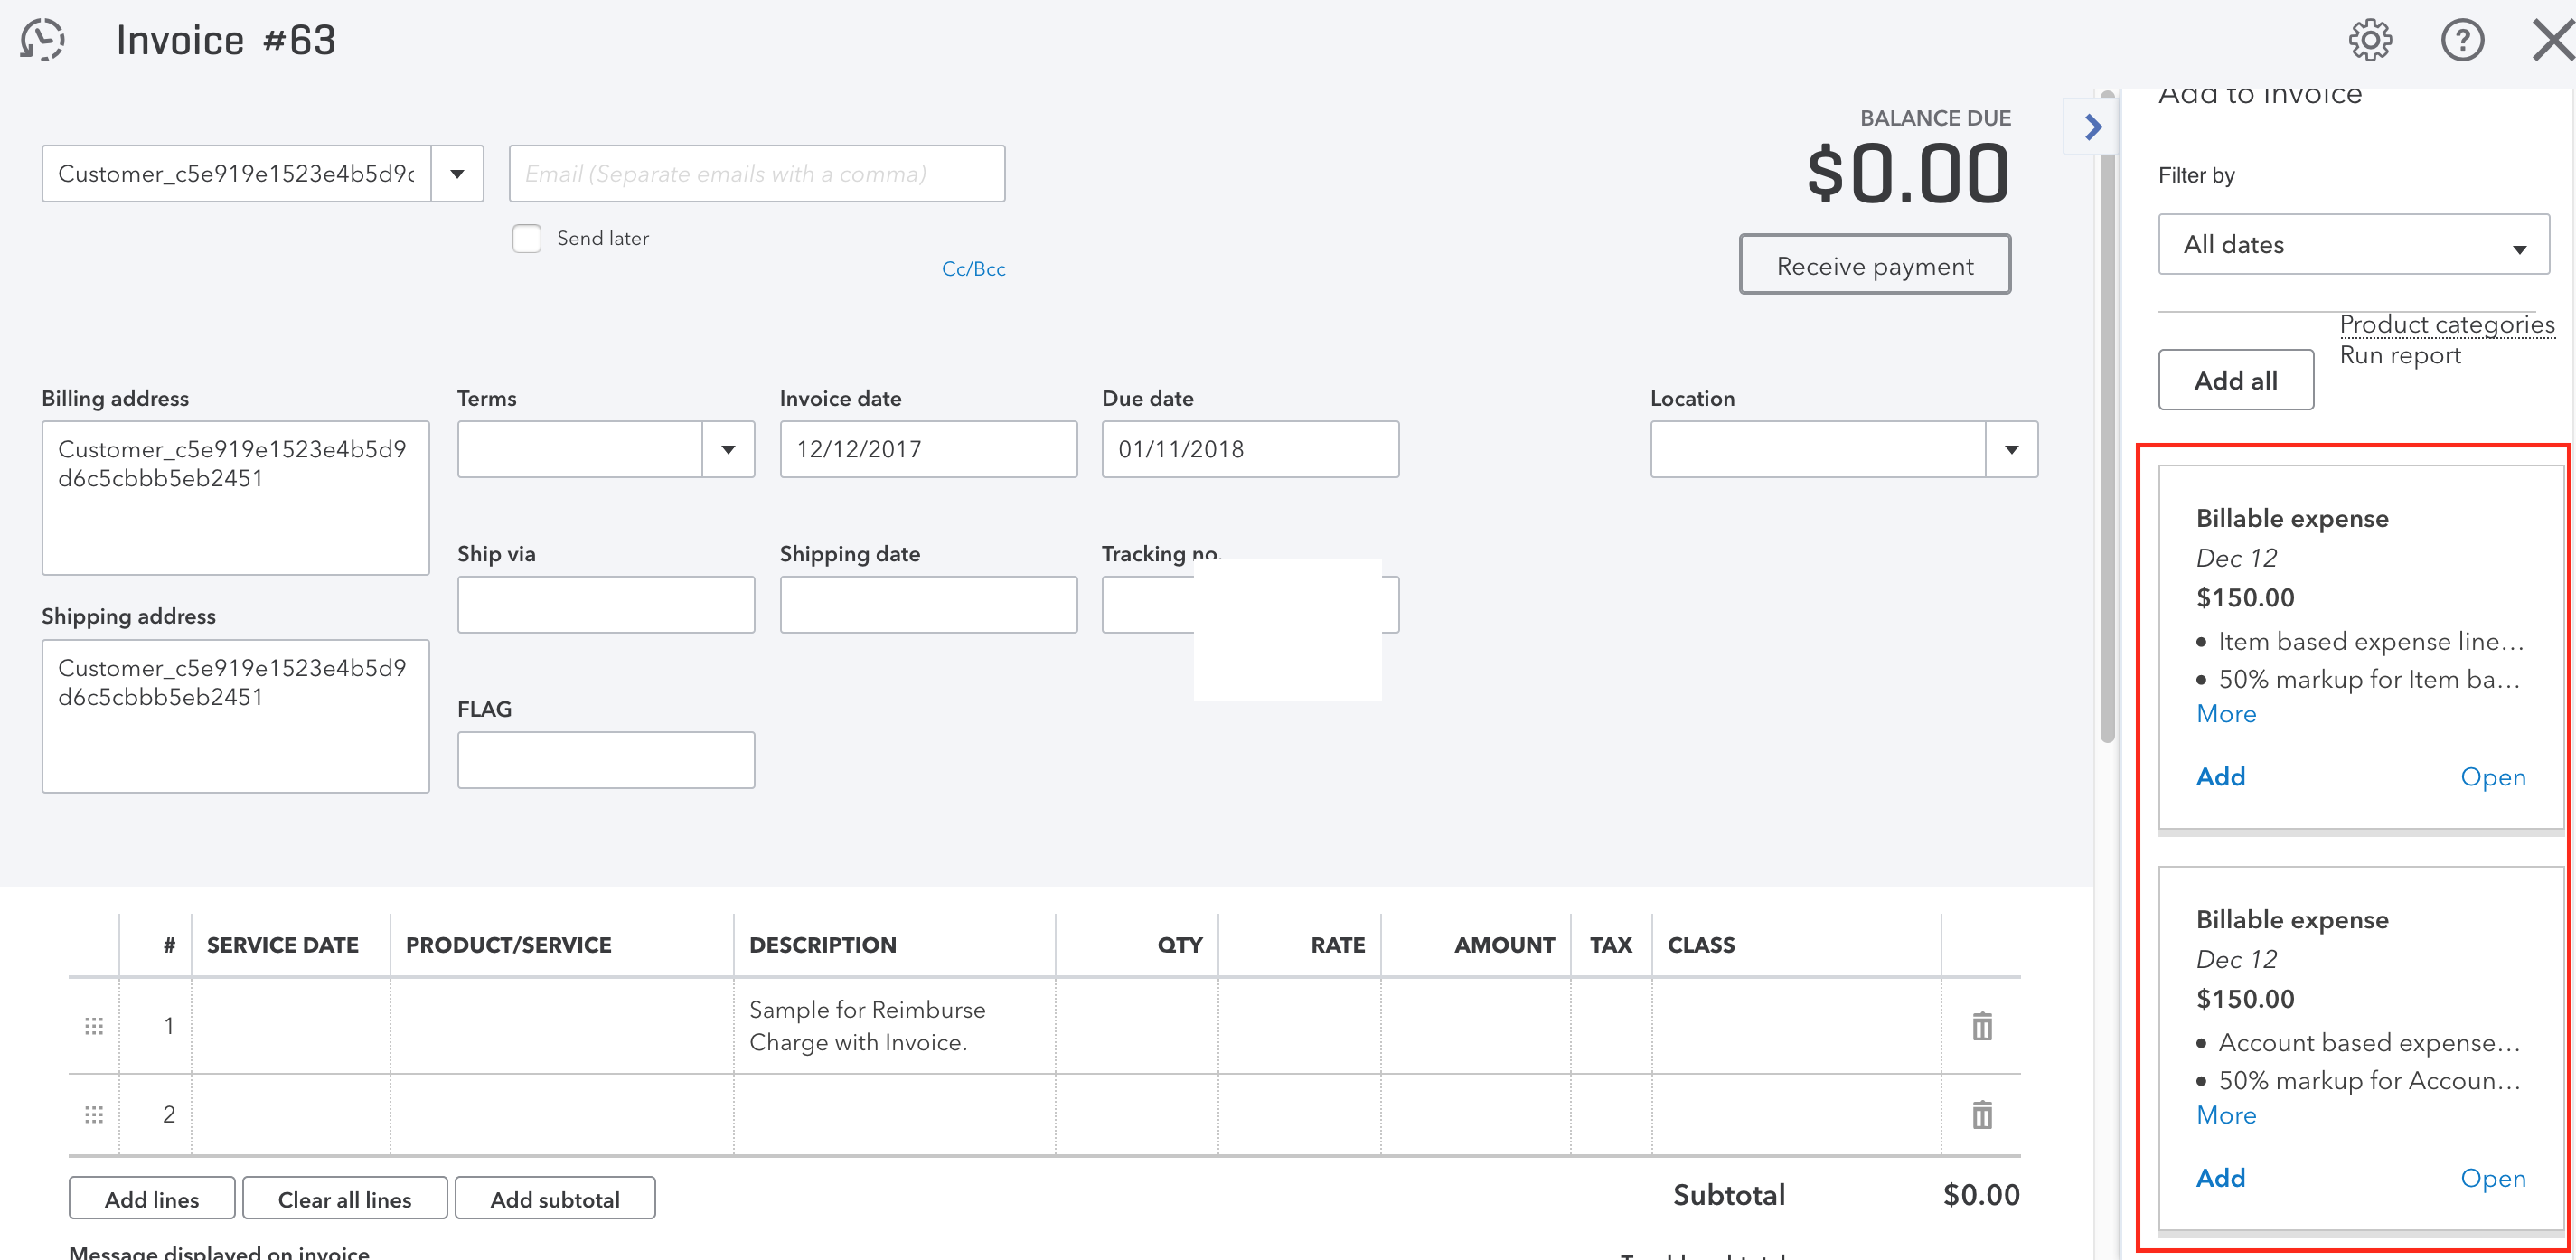 Invoice #63
BALANCE DUE
$0.00
Customer_c5e919e1523e4b5d9
Email (Separate emails with a comma)
Send later
Cc/Bcc
Receive payment
Billing address
Customer_c5e919e1523e4b5d9
d6c5cbbb5eb2451
Terms
Invoice date
12/12/2017
Due date
01/11/2018
Location
Ship via
Shipping date
Tracking no.
Shipping address
Customer_c5e919e1523e4b5d9
d6c5cbbb5eb2451
FLAG
# SERVICE DATE PRODUCT/SERVICE DESCRIPTION QTY RATE AMOUNT TAX CLASS
1 Sample for Reimburse
Charge with Invoice.
2
Add lines Clear all lines Add subtotal
Subtotal $0.00
Message displayed on invoice
Add to Invoice
Filter by
All dates
Product categories
Run report
Add all
Billable expense
Dec 12
$150.00
• Item based expense line...
• 50% markup for Item ba...
More
Add Open
Billable expense
Dec 12
$150.00
• Account based expense...
• 50% markup for Accoun...
More
Add Open